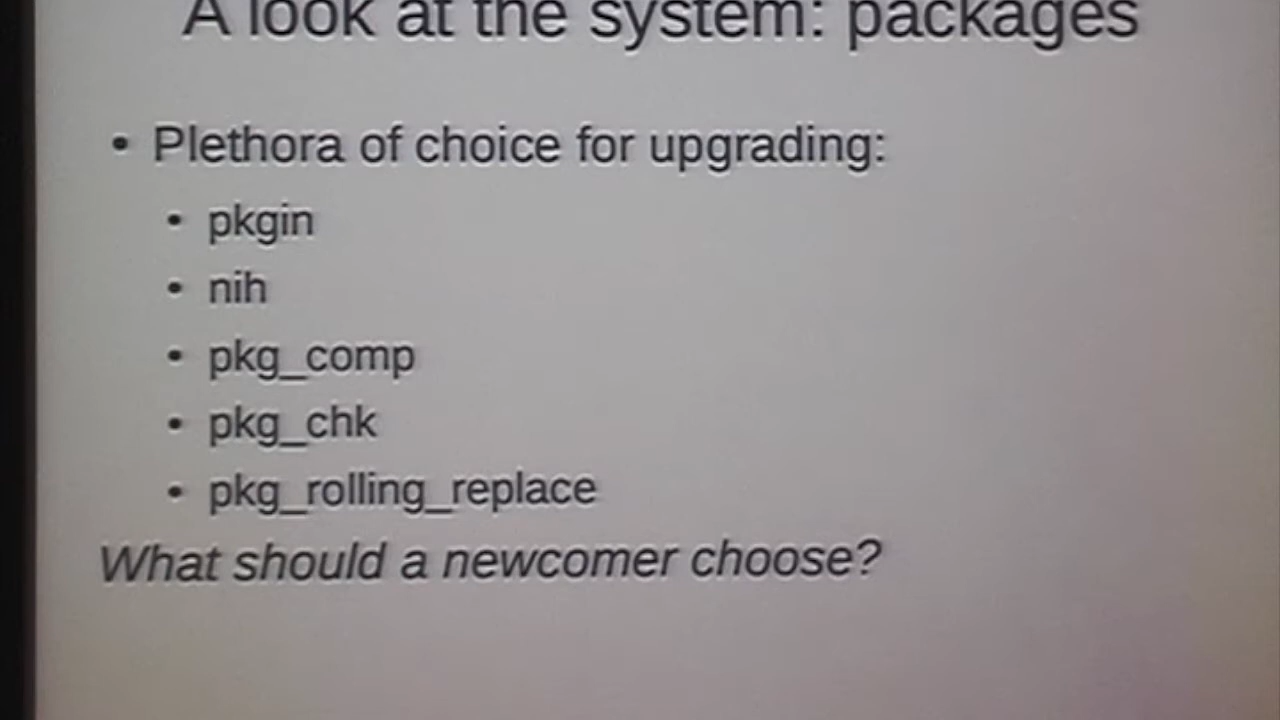 A look at the system: packages
• Plethora of choice for upgrading:
• pkgin
• nih
• pkg_comp
• pkg_chk
• pkg_rolling_replace
What should a newcomer choose?